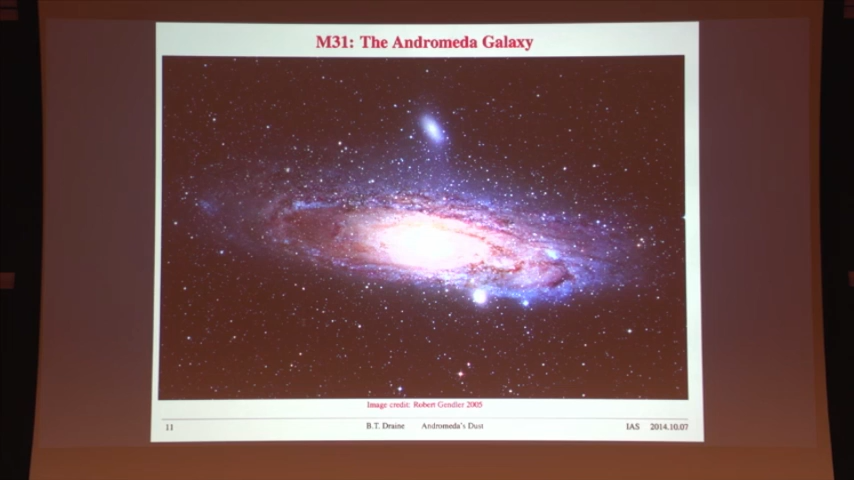 M31: The Andromeda Galaxy
Image credit: Robert Gendler 2005
11 B.T. Draine Andromeda's Dust IAS 2014.10.07